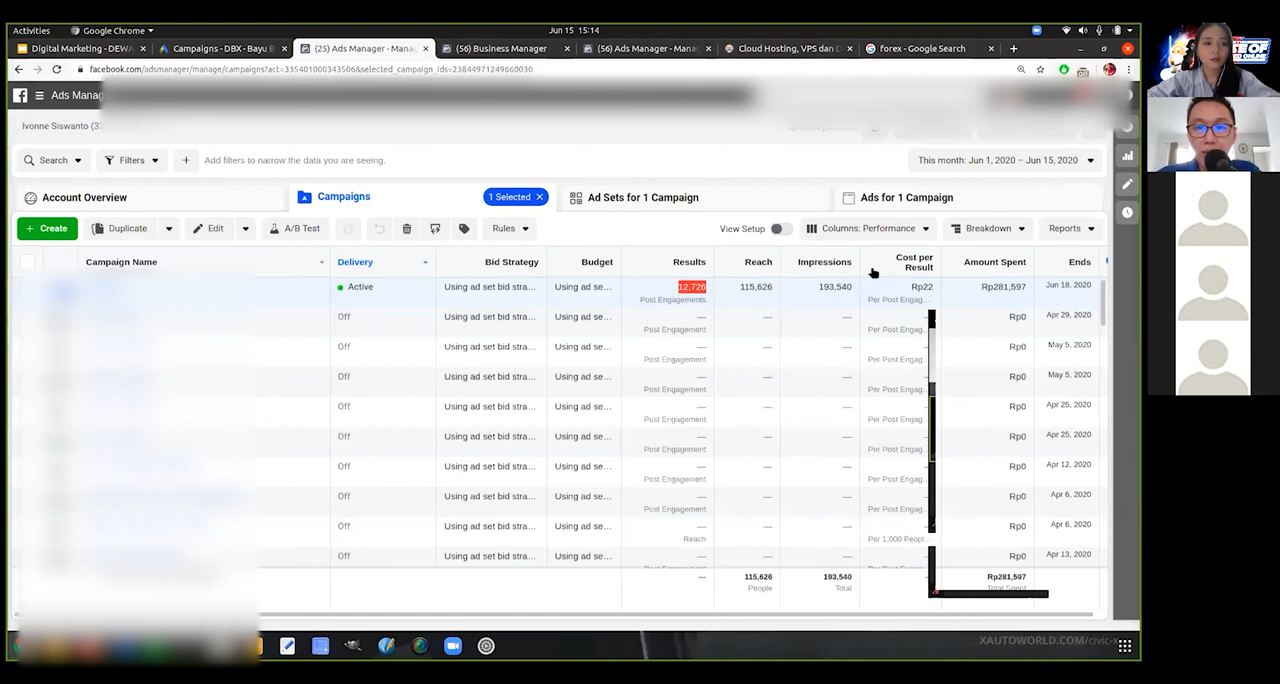 Activities Google Chrome Jun 15 15:14
Digital Marketing - DEWA Campaigns - DBX - Bayu B (25) Ads Manager - Manag (56) Business Manager (56) Ads Manager - Mana Cloud Hosting, VPS dan D forex - Google Search
facebook.com/adsmanager/manage/campaigns?act=335401000343506&selected_campaign_ids=23844971249660030
Ads Manag
Ivonne Siswanto (33
Search Filters Add filters to narrow the data you are seeing. This month: Jun 1, 2020 – Jun 15, 2020
Account Overview Campaigns 1 Selected Ad Sets for 1 Campaign Ads for 1 Campaign
Create Duplicate Edit A/B Test Rules View Setup Columns: Performance Breakdown Reports
Campaign Name Delivery Bid Strategy Budget Results Reach Impressions Cost per Result Amount Spent Ends
Active Using ad set bid stra... Using ad se... 12,726 115,626 193,540 Rp22 Rp281,597 Jun 18, 2020
Post Engagements Per Post Engag...
Off Using ad set bid stra... Using ad se... — — — Rp0 Apr 29, 2020
Post Engagement Per Post Engag...
Off Using ad set bid stra... Using ad se... — — — Rp0 May 5, 2020
Post Engagement Per Post Engag...
Off Using ad set bid stra... Using ad se... — — — Rp0 May 5, 2020
Post Engagement Per Post Engag...
Off Using ad set bid stra... Using ad se... — — — Rp0 Apr 25, 2020
Post Engagement Per Post Engag...
Off Using ad set bid stra... Using ad se... — — — Rp0 Apr 25, 2020
Post Engagement Per Post Engag...
Off Using ad set bid stra... Using ad se... — — — Rp0 Apr 12, 2020
Post Engagement Per Post Engag...
Off Using ad set bid stra... Using ad se... — — — Rp0 Apr 6, 2020
Post Engagement Per Post Engag...
Off Using ad set bid stra... Using ad se... — — — Rp0 Apr 6, 2020
Reach Per 1,000 Peopl...
Off Using ad set bid stra... Using ad se... — — — Rp0 Apr 13, 2020
— 115,626 193,540 Rp281,597
People Total Total Spent
XAUTOWORLD.COM/civic-x